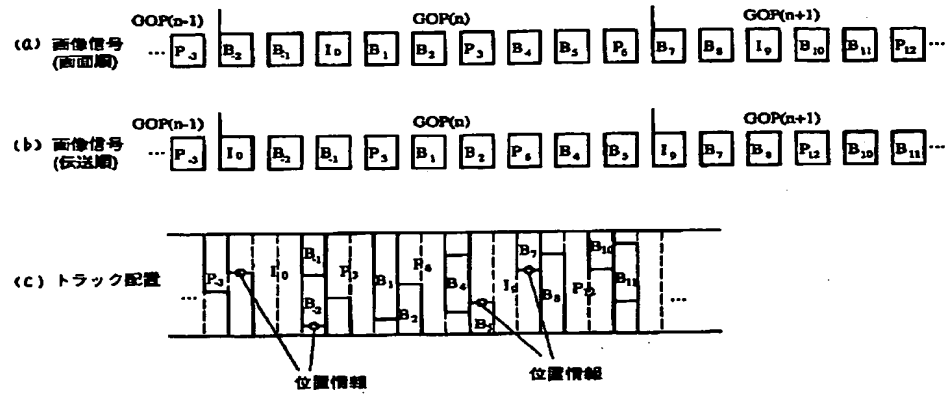 GOP(n-1) GOP(n) GOP(n+1)
(a) 画像信号 ... P-3 B-2 B-1 I0 B1 B2 P3 B4 B5 P6 B7 B8 I9 B10 B11 P12 ...
(画面順)
GOP(n-1) GOP(n) GOP(n+1)
(b) 画像信号 ... P-3 I0 B-2 B-1 P3 B1 B2 P6 B4 B5 I9 B7 B8 P12 B10 B11 ...
(伝送順)
(c) トラック配置 ... P-3 I0 B-1 B-2 P3 B1 P6 B2 B4 B5 I9 B7 B8 P12 B10 B11 ...
位置情報 位置情報